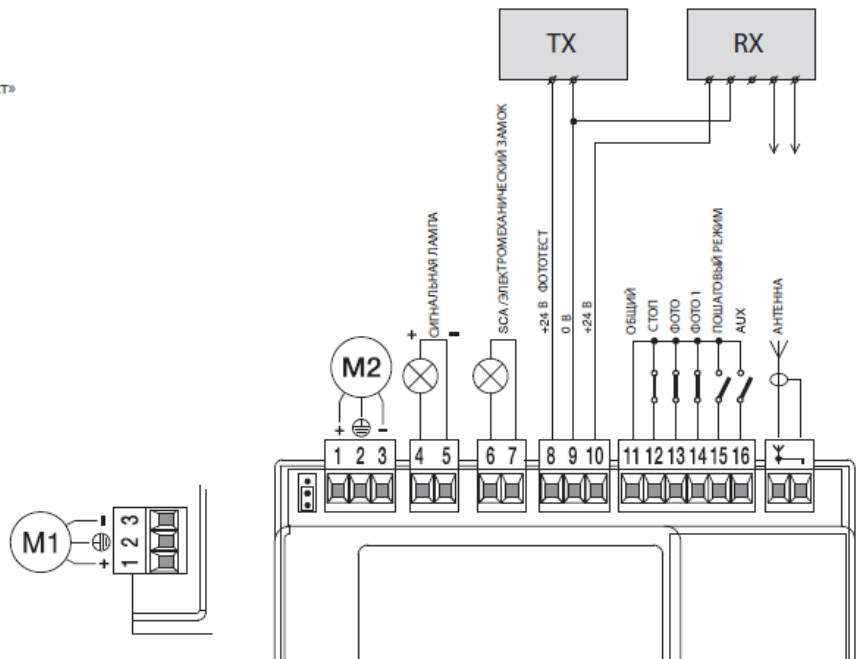 TX
RX
т»
СИГНАЛЬНАЯ ЛАМПА
SCA /ЭЛЕКТРОМЕХАНИЧЕСКИЙ ЗАМОК
+24 В ФОТОТЕСТ
0 В
+24 В
ОБЩИЙ
СТОП
ФОТО
ФОТО 1
ПОШАГОВЫЙ РЕЖИМ
AUX
АНТЕННА
+ -
M2
+ -
1 2 3
4 5
6 7
8 9 10
11 12 13 14 15 16
M1
- 3
2
+ 1